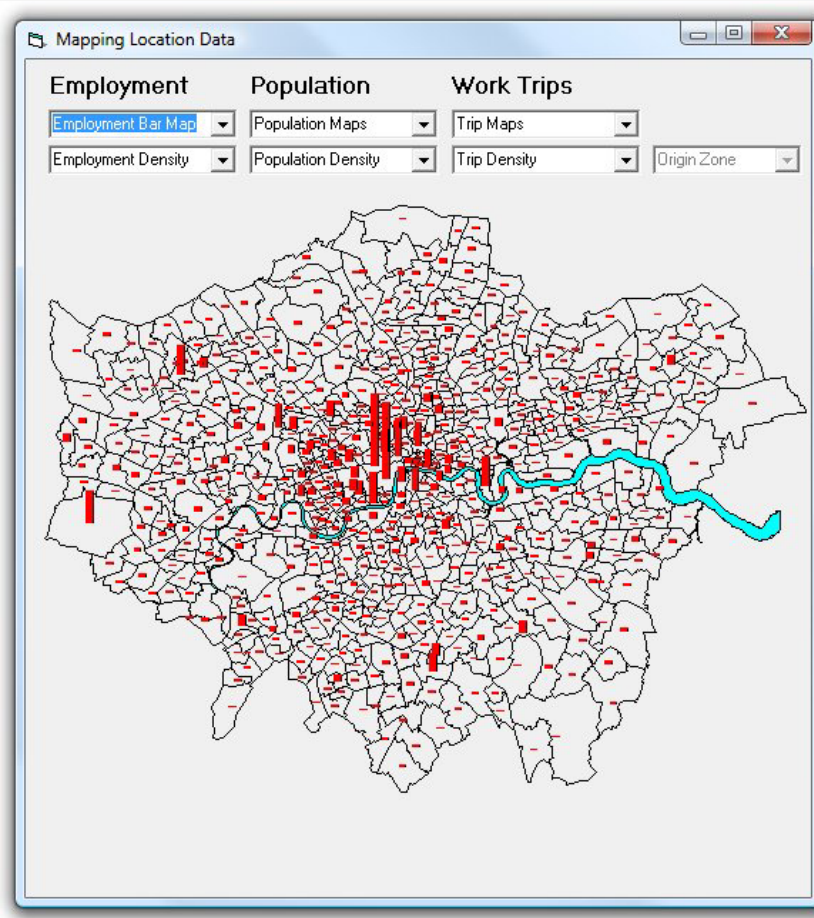 Mapping Location Data
Employment Population Work Trips
Employment Bar Map Population Maps Trip Maps
Employment Density Population Density Trip Density Origin Zone